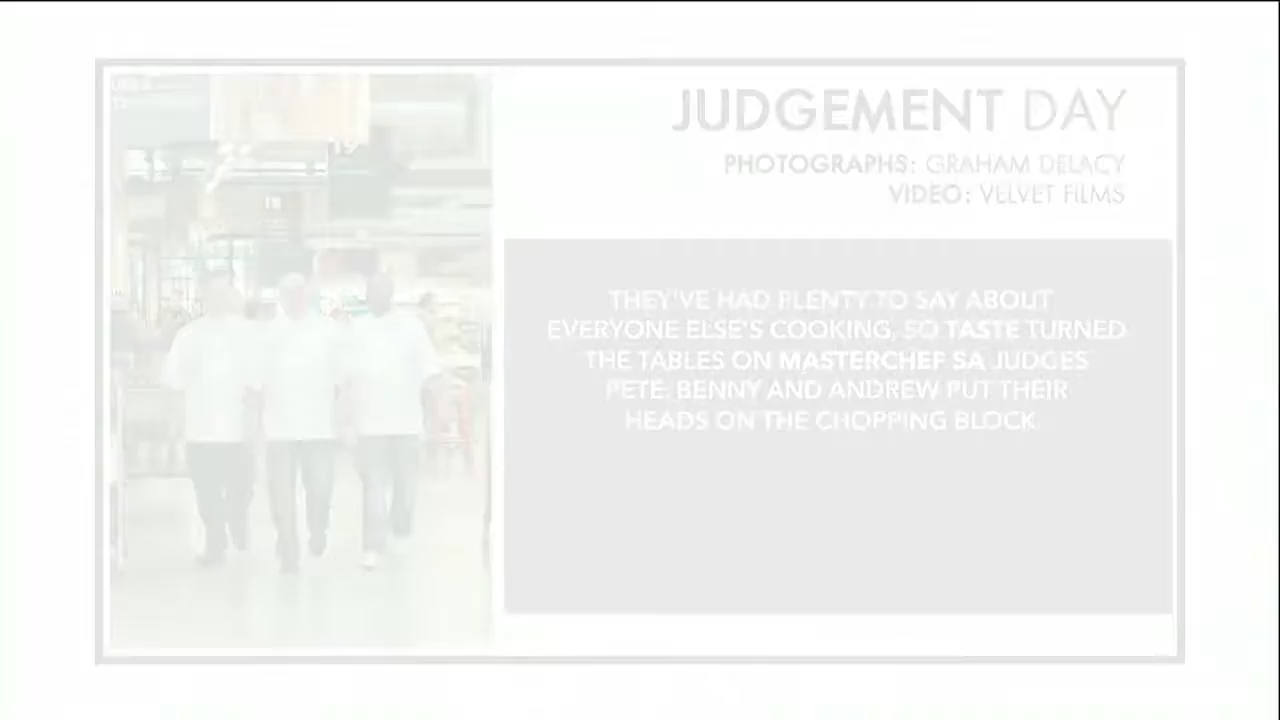 JUDGEMENT DAY
PHOTOGRAPHS: GRAHAM DELACY
VIDEO: VELVET FILMS
THEY'VE HAD PLENTY TO SAY ABOUT
EVERYONE ELSE'S COOKING, SO TASTE TURNED
THE TABLES ON MASTERCHEF SA JUDGES
PETE, BENNY AND ANDREW PUT THEIR
HEADS ON THE CHOPPING BLOCK
19
18